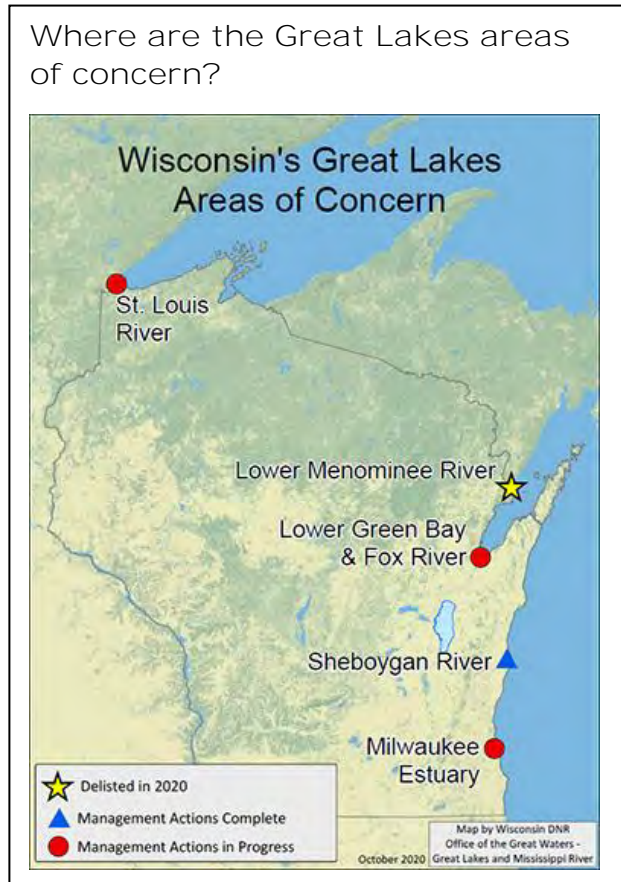 Where are the Great Lakes areas
of concern?
Wisconsin's Great Lakes
Areas of Concern
St. Louis
River
Lower Menominee River
Lower Green Bay
& Fox River
Sheboygan River
Milwaukee
Estuary
Delisted in 2020
Management Actions Complete
Management Actions in Progress
October 2020
Map by Wisconsin DNR
Office of the Great Waters -
Great Lakes and Mississippi River